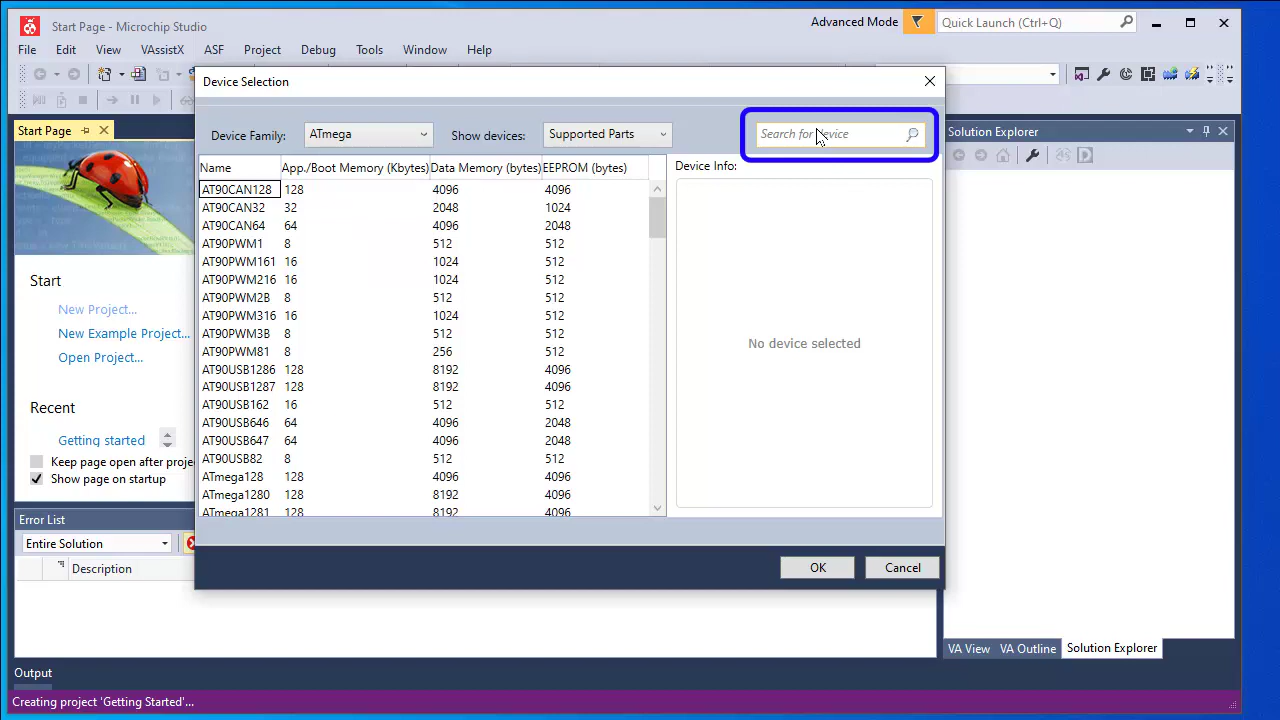 Start Page - Microchip Studio
Advanced Mode
Quick Launch (Ctrl+Q)
File Edit View VAssistX ASF Project Debug Tools Window Help
Start Page
Start
New Project...
New Example Project...
Open Project...
Recent
Getting started
Keep page open after proje
Show page on startup
Error List
Entire Solution
Description
Output
Creating project 'Getting Started'...
Device Selection
Device Family: ATmega Show devices: Supported Parts
Search for device
Name App./Boot Memory (Kbytes) Data Memory (bytes) EEPROM (bytes)
AT90CAN128 128 4096 4096
AT90CAN32 32 2048 1024
AT90CAN64 64 4096 2048
AT90PWM1 8 512 512
AT90PWM161 16 1024 512
AT90PWM216 16 1024 512
AT90PWM2B 8 512 512
AT90PWM316 16 1024 512
AT90PWM3B 8 512 512
AT90PWM81 8 256 512
AT90USB1286 128 8192 4096
AT90USB1287 128 8192 4096
AT90USB162 16 512 512
AT90USB646 64 4096 2048
AT90USB647 64 4096 2048
AT90USB82 8 512 512
ATmega128 128 4096 4096
ATmega1280 128 8192 4096
ATmega1281 128 8192 4096
Device Info:
No device selected
OK Cancel
Solution Explorer
VA View VA Outline Solution Explorer